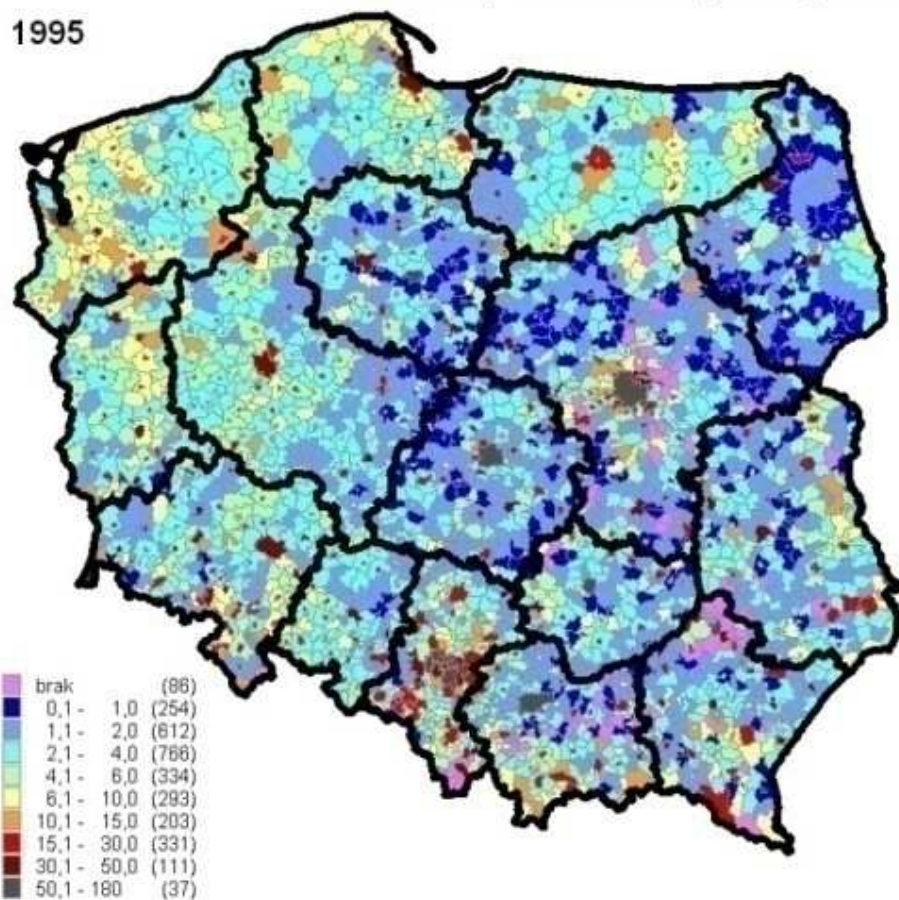 1995
brak (86)
0,1 - 1,0 (254)
1,1 - 2,0 (612)
2,1 - 4,0 (766)
4,1 - 6,0 (334)
6,1 - 10,0 (293)
10,1 - 15,0 (203)
15,1 - 30,0 (331)
30,1 - 50,0 (111)
50,1 - 180 (37)